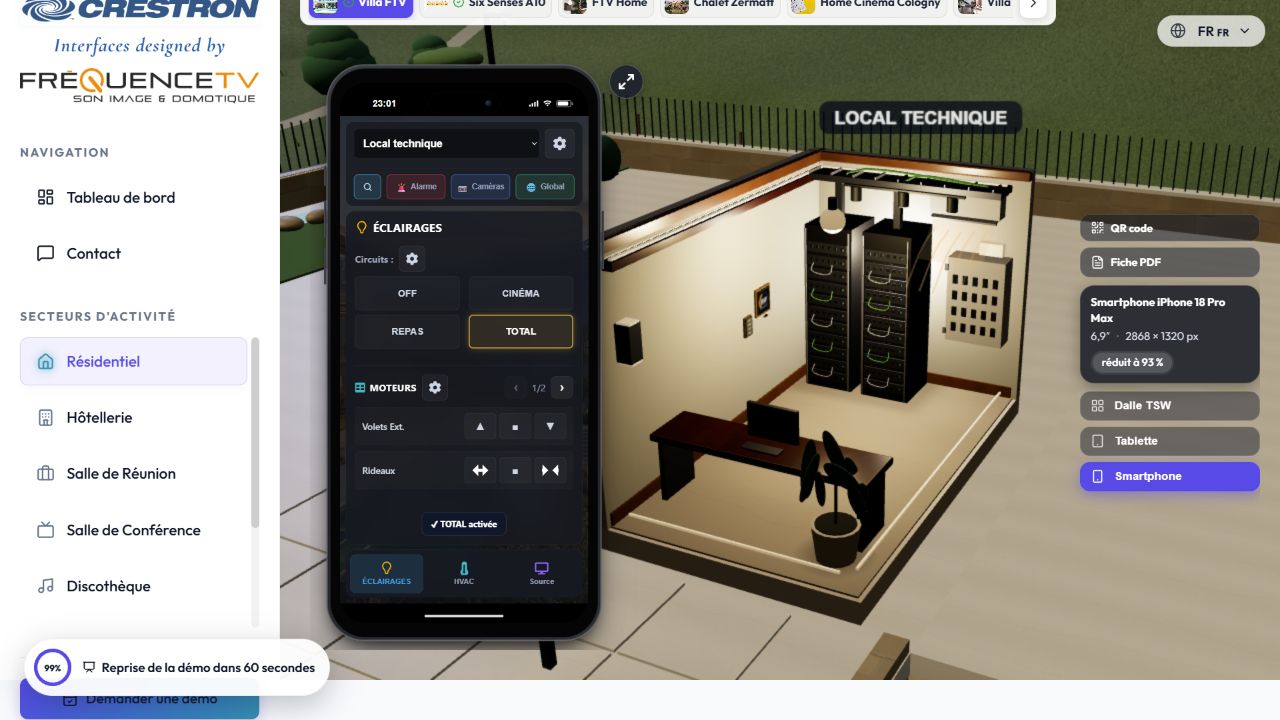 CRESTRON
Interfaces designed by
FRÉQUENCETV
SON IMAGE & DOMOTIQUE
NAVIGATION
Tableau de bord
Contact
SECTEURS D'ACTIVITÉ
Résidentiel
Hôtellerie
Salle de Réunion
Salle de Conférence
Discothèque
99%
Reprise de la démo dans 60 secondes
Demander une démo
Villa FTV
Six Senses A10
FTV Home
Chalet Zermatt
Home Cinema Cologny
Villa
FR FR
23:01
Local technique
Alarme
Caméras
Global
ÉCLAIRAGES
Circuits :
OFF
CINÉMA
REPAS
TOTAL
MOTEURS
1/2
Volets Ext.
Rideaux
✓ TOTAL activée
ÉCLAIRAGES
HVAC
Source
LOCAL TECHNIQUE
QR code
Fiche PDF
Smartphone iPhone 18 Pro
Max
6,9″ · 2868 × 1320 px
réduit à 93 %
Dalle TSW
Tablette
Smartphone